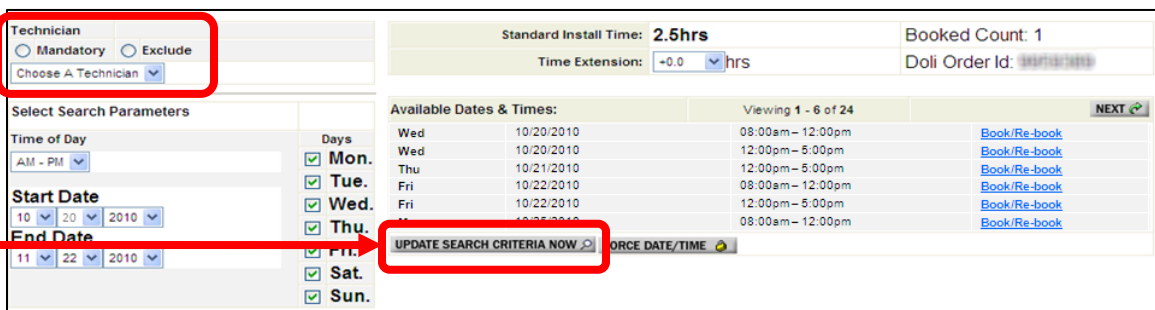 Technician
Mandatory Exclude
Choose A Technician
Standard Install Time: 2.5hrs
Booked Count: 1
Time Extension: +0.0 hrs
Doli Order Id:
Select Search Parameters
Time of Day
AM - PM
Start Date
10 20 2010
End Date
11 22 2010
Days
Mon.
Tue.
Wed.
Thu.
Fri.
Sat.
Sun.
Available Dates & Times: Viewing 1 - 6 of 24 NEXT
Wed 10/20/2010 08:00am – 12:00pm Book/Re-book
Wed 10/20/2010 12:00pm – 5:00pm Book/Re-book
Thu 10/21/2010 12:00pm – 5:00pm Book/Re-book
Fri 10/22/2010 08:00am – 12:00pm Book/Re-book
Fri 10/22/2010 12:00pm – 5:00pm Book/Re-book
10/25/2010 08:00am – 12:00pm Book/Re-book
UPDATE SEARCH CRITERIA NOW
ORCE DATE/TIME